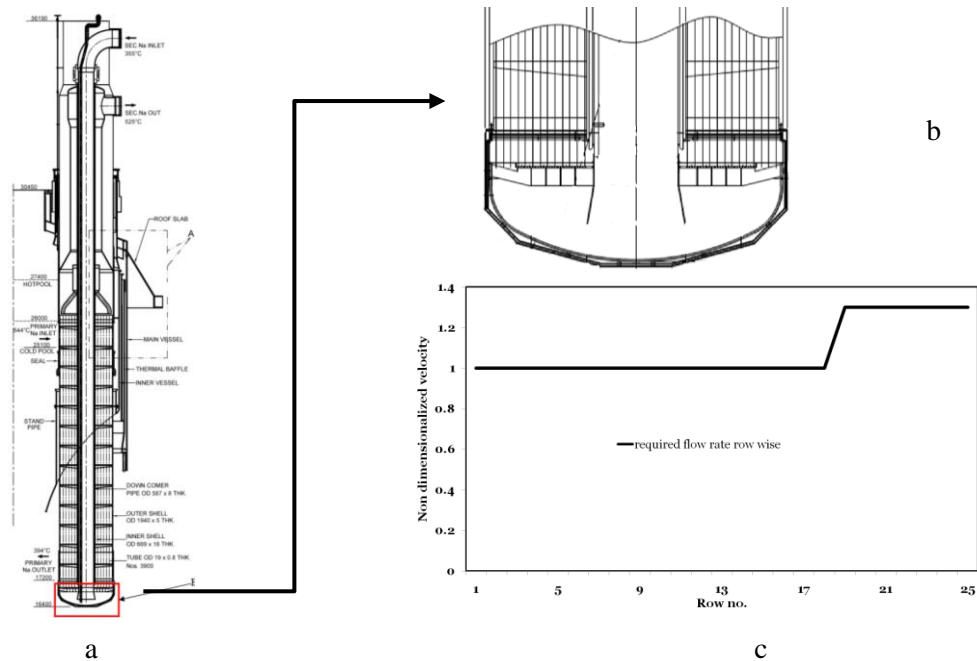 36100
SEC Na INLET
355°C
SEC Na OUT
525°C
30450
ROOF SLAB
A
27400
HOTPOOL
26000
PRIMARY
544°C Na INLET
25100
COLD POOL
SEAL
MAIN VESSEL
THERMAL BAFFLE
INNER VESSEL
STAND
PIPE
DOWN COMER
PIPE OD 587 x 8 THK.
OUTER SHELL
OD 1940 x 5 THK.
INNER SHELL
OD 669 x 16 THK.
394°C
PRIMARY
Na OUTLET
TUBE OD 19 x 0.8 THK.
Nos. 3900
17200
16400
a
b
1.4
1.2
1
0.8
0.6
0.4
0.2
0
Non dimensionalized velocity
required flow rate row wise
1 5 9 13 17 21 25
Row no.
c